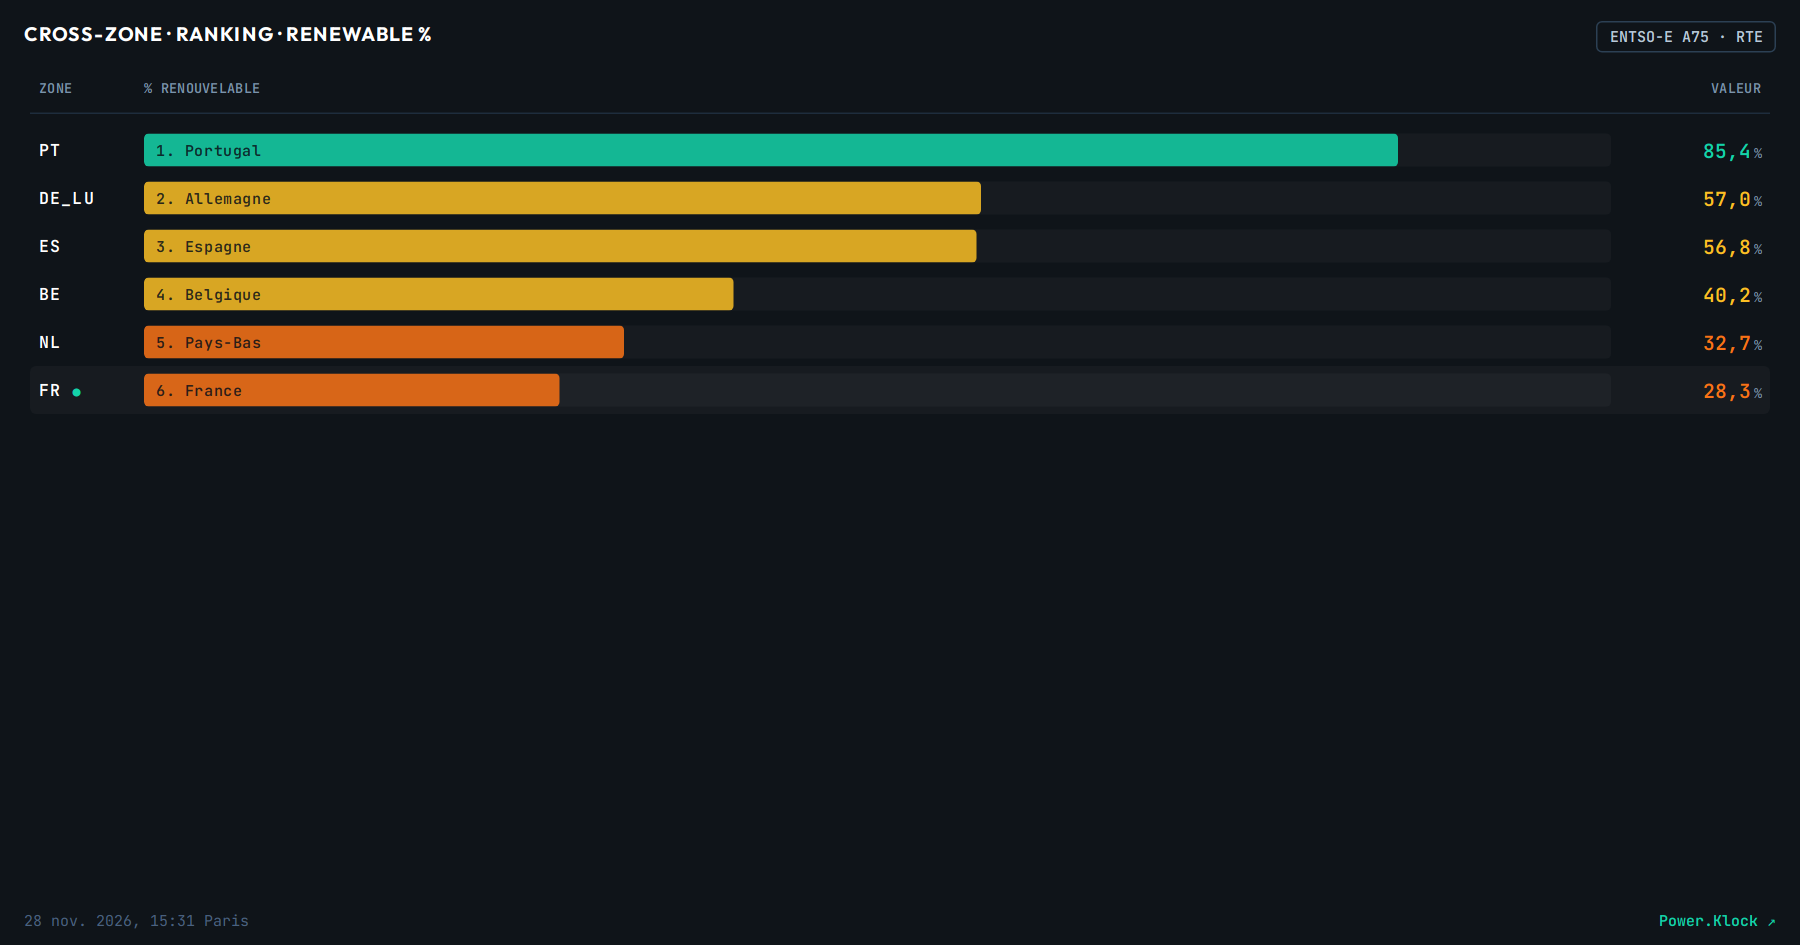 CROSS-ZONE · RANKING · RENEWABLE %
ENTSO-E A75 · RTE
ZONE % RENOUVELABLE VALEUR
PT 1. Portugal 85,4%
DE_LU 2. Allemagne 57,0%
ES 3. Espagne 56,8%
BE 4. Belgique 40,2%
NL 5. Pays-Bas 32,7%
FR ● 6. France 28,3%
28 nov. 2026, 15:31 Paris
Power.Klock ↗